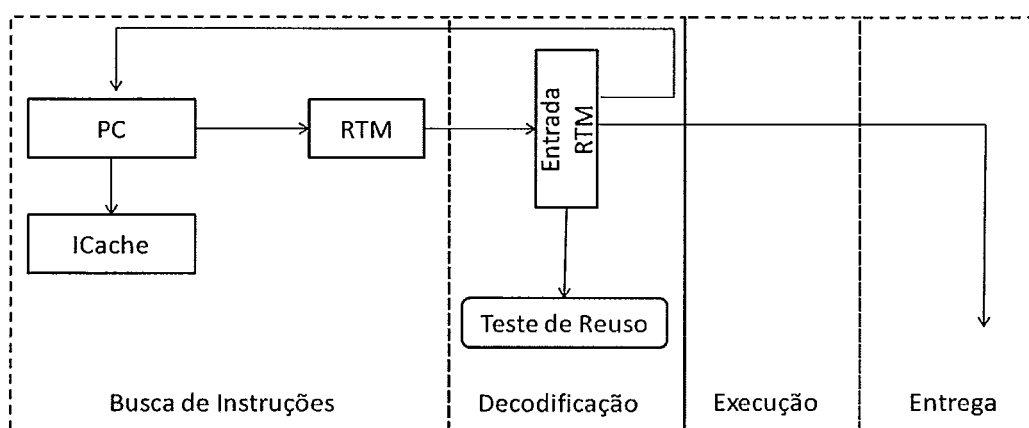 PC
RTM
Entrada
RTM
ICache
Teste de Reuso
Busca de Instruções
Decodificação
Execução
Entrega